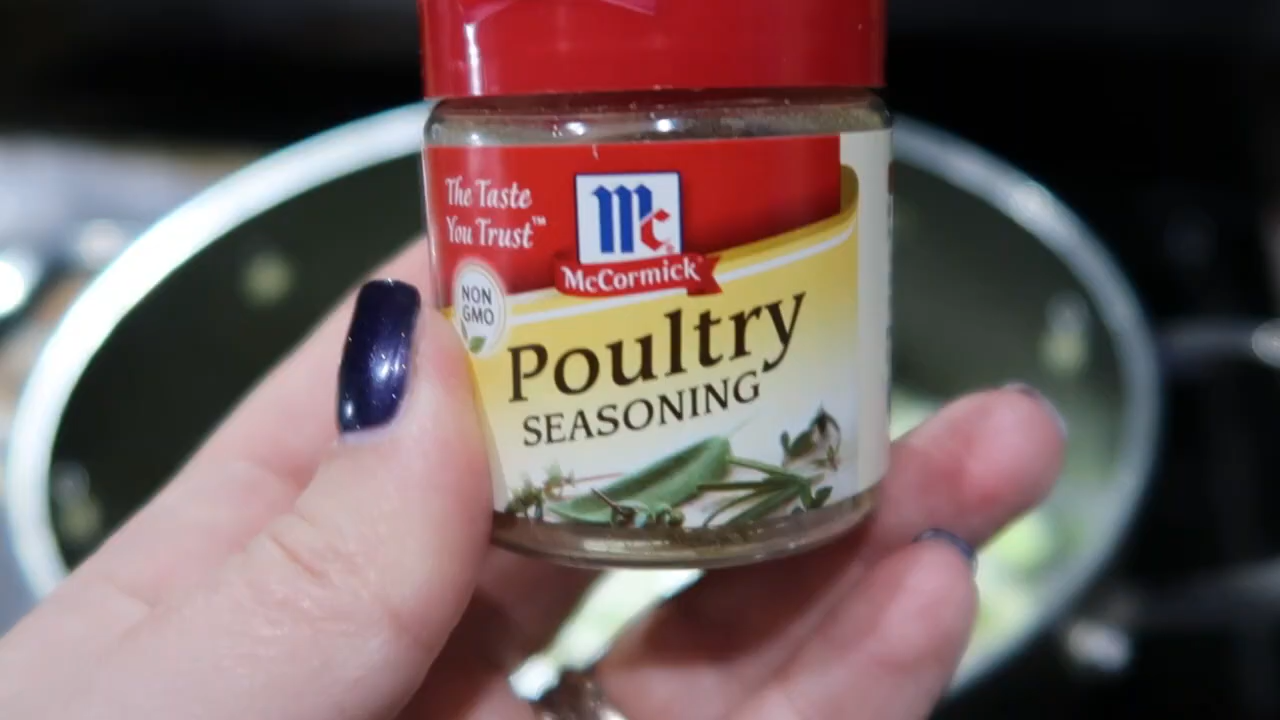 The Taste
You Trust™
Mc
McCormick®
NON
GMO
Poultry
SEASONING